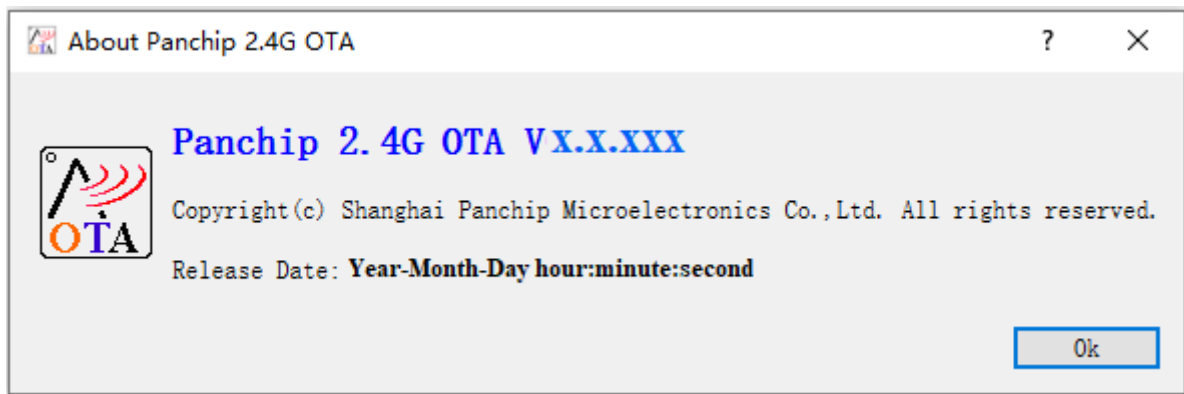 About Panchip 2.4G OTA
?
Panchip 2.4G OTA VX.X.XXX
OTA
Copyright(c) Shanghai Panchip Microelectronics Co.,Ltd. All rights reserved.
Release Date: Year-Month-Day hour:minute:second
Ok